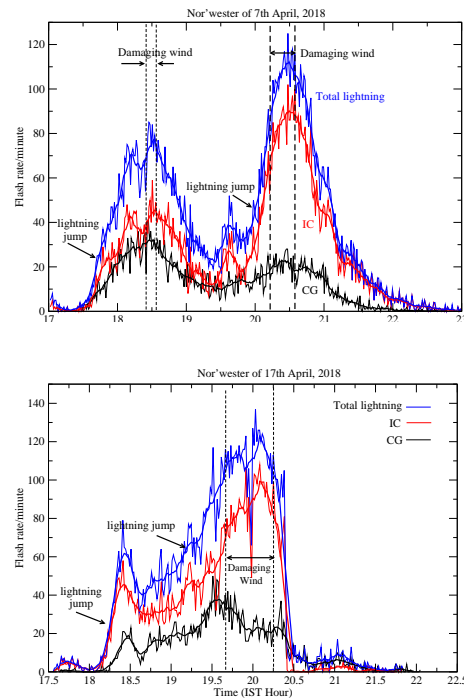 Nor'wester of 7th April, 2018
120
100
80
60
40
20
0
Flash rate/minute
Damaging wind
Damaging wind
Total lightning
lightning jump
lightning
jump
IC
CG
17 18 19 20 21 22 23
Nor'wester of 17th April, 2018
140
120
100
80
60
40
20
0
Flash rate/minute
Total lightning
IC
CG
lightning jump
lightning
jump
Damaging
Wind
17.5 18 18.5 19 19.5 20 20.5 21 21.5 22 22.5
Time (IST Hour)